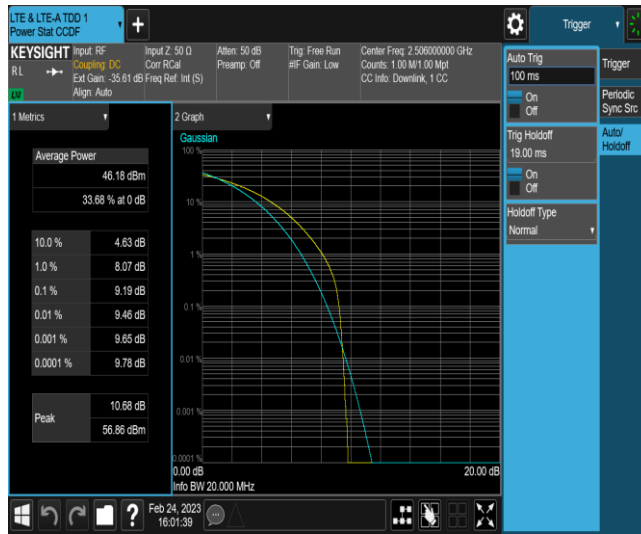 LTE & LTE-A TDD 1
Power Stat CCDF
Trigger
KEYSIGHT
RL
Input: RF
Coupling: DC
Ext Gain: -35.61 dB
Align: Auto
Input Z: 50 Ω
Corr RCal
Freq Ref: Int (S)
Atten: 50 dB
Preamp: Off
Trig: Free Run
#IF Gain: Low
Center Freq: 2.506000000 GHz
Counts: 1.00 M/1.00 Mpt
CC Info: Downlink, 1 CC
1 Metrics
Average Power
46.18 dBm
33.68 % at 0 dB
10.0 % 4.63 dB
1.0 % 8.07 dB
0.1 % 9.19 dB
0.01 % 9.46 dB
0.001 % 9.65 dB
0.0001 % 9.78 dB
Peak
10.68 dB
56.86 dBm
2 Graph
Gaussian
100 %
10 %
1 %
0.1 %
0.01 %
0.001 %
0.0001 %
0.00 dB
20.00 dB
Info BW 20.000 MHz
Auto Trig
100 ms
On
Off
Trig Holdoff
19.00 ms
On
Off
Holdoff Type
Normal
Trigger
Periodic
Sync Src
Auto/
Holdoff
?
Feb 24, 2023
16:01:39